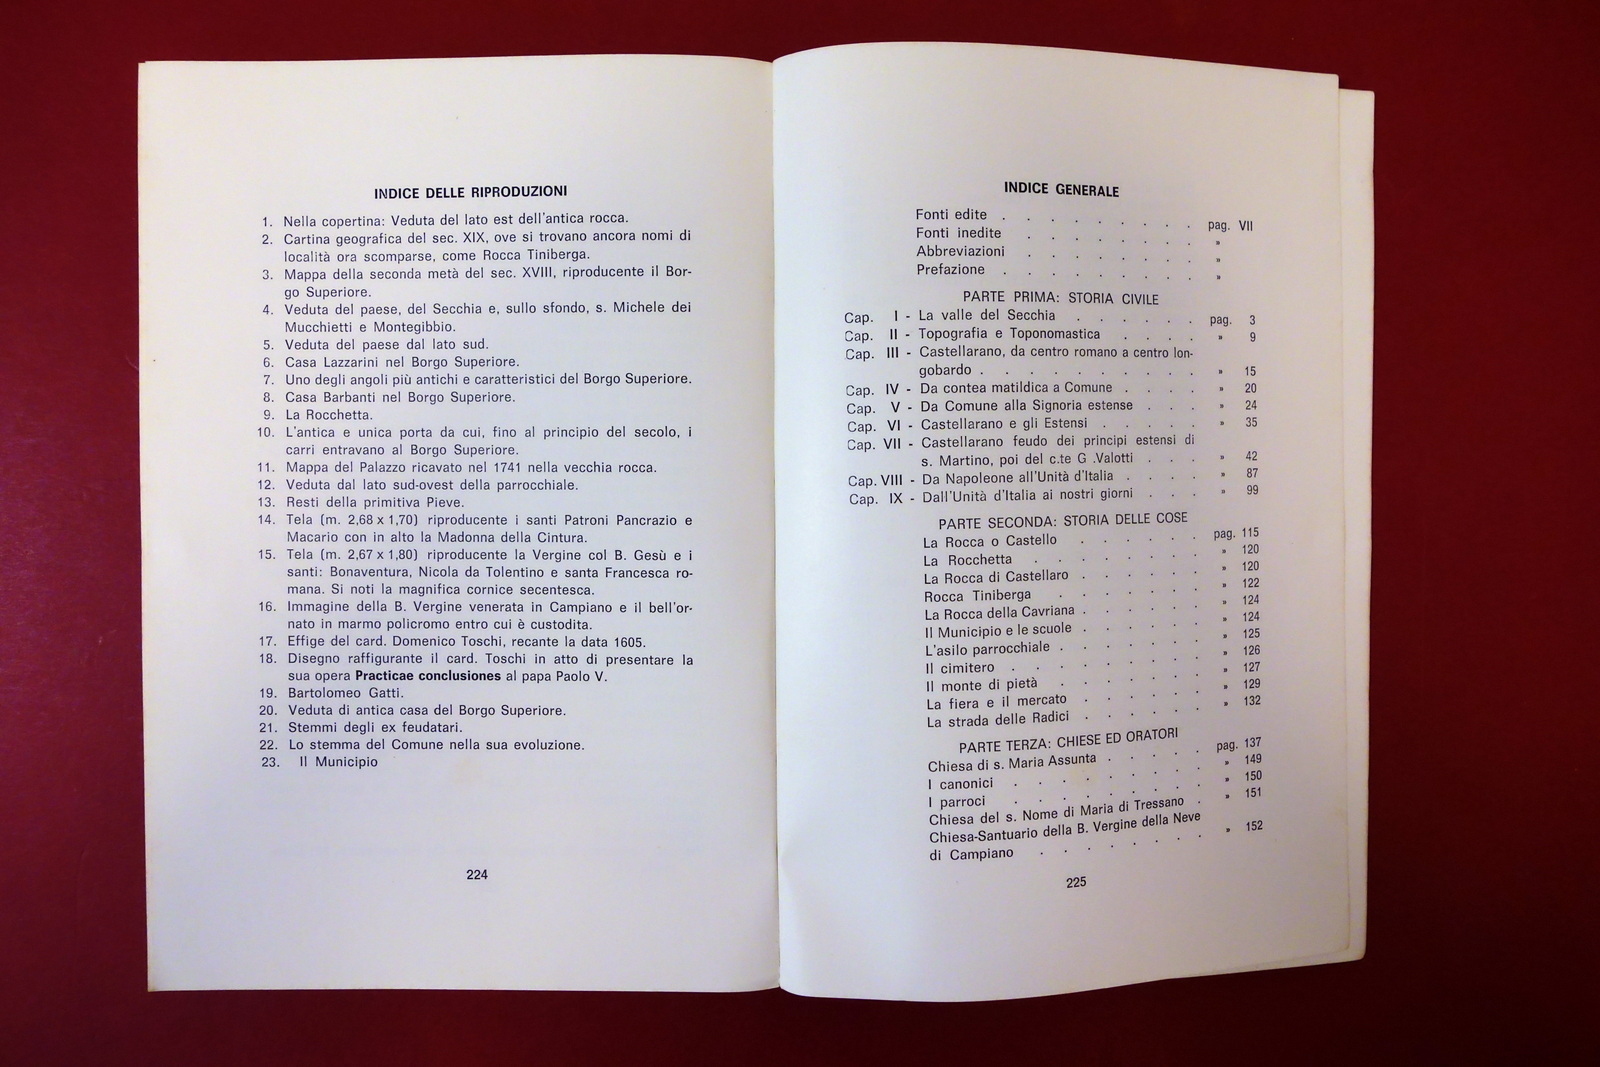 INDICE DELLE RIPRODUZIONI
1. Nella copertina: Veduta del lato est dell'antica rocca.
2. Cartina geografica del sec. XIX, ove si trovano ancora nomi di
località ora scomparse, come Rocca Tiniberga.
3. Mappa della seconda metà del sec. XVIII, riproducente il Bor-
go Superiore.
4. Veduta del paese, del Secchia e, sullo sfondo, s. Michele dei
Mucchietti e Montegibbio.
5. Veduta del paese dal lato sud.
6. Casa Lazzarini nel Borgo Superiore.
7. Uno degli angoli più antichi e caratteristici del Borgo Superiore.
8. Casa Barbanti nel Borgo Superiore.
9. La Rocchetta.
10. L'antica e unica porta da cui, fino al principio del secolo, i
carri entravano al Borgo Superiore.
11. Mappa del Palazzo ricavato nel 1741 nella vecchia rocca.
12. Veduta dal lato sud-ovest della parrocchiale.
13. Resti della primitiva Pieve.
14. Tela (m. 2,68 x 1,70) riproducente i santi Patroni Pancrazio e
Macario con in alto la Madonna della Cintura.
15. Tela (m. 2,67 x 1,80) riproducente la Vergine col B. Gesù e i
santi: Bonaventura, Nicola da Tolentino e santa Francesca ro-
mana. Si noti la magnifica cornice secentesca.
16. Immagine della B. Vergine venerata in Campiano e il bell'or-
nato in marmo policromo entro cui è custodita.
17. Effige del card. Domenico Toschi, recante la data 1605.
18. Disegno raffigurante il card. Toschi in atto di presentare la
sua opera Practicae conclusiones al papa Paolo V.
19. Bartolomeo Gatti.
20. Veduta di antica casa del Borgo Superiore.
21. Stemmi degli ex feudatari.
22. Lo stemma del Comune nella sua evoluzione.
23. Il Municipio
224
INDICE GENERALE
Fonti edite . . . . . . . . . pag. VII
Fonti inedite . . . . . . . . »
Abbreviazioni . . . . . . . . »
Prefazione . . . . . . . . . »
PARTE PRIMA: STORIA CIVILE
Cap. I - La valle del Secchia . . . . . . pag. 3
Cap. II - Topografia e Toponomastica . . . . » 9
Cap. III - Castellarano, da centro romano a centro lon-
gobardo . . . . . . . . . . » 15
Cap. IV - Da contea matildica a Comune . . . . » 20
Cap. V - Da Comune alla Signoria estense . . . » 24
Cap. VI - Castellarano e gli Estensi . . . . . » 35
Cap. VII - Castellarano feudo dei principi estensi di
s. Martino, poi del c.te G .Valotti . . . » 42
Cap. VIII - Da Napoleone all'Unità d'Italia . . . . » 87
Cap. IX - Dall'Unità d'Italia ai nostri giorni . . . » 99
PARTE SECONDA: STORIA DELLE COSE
La Rocca o Castello . . . . . . pag. 115
La Rocchetta . . . . . . . » 120
La Rocca di Castellaro . . . . . . » 120
Rocca Tiniberga . . . . . . » 122
La Rocca della Cavriana . . . . . . » 124
Il Municipio e le scuole . . . . . . » 124
L'asilo parrocchiale . . . . . . . » 125
Il cimitero . . . . . . . . . » 126
Il monte di pietà . . . . . . . » 127
La fiera e il mercato . . . . . . » 129
La strada delle Radici . . . . . . » 132
PARTE TERZA: CHIESE ED ORATORI
Chiesa di s. Maria Assunta . . . . . pag. 137
I canonici . . . . . . . . » 149
I parroci . . . . . . . . » 150
Chiesa del s. Nome di Maria di Tressano . » 151
Chiesa-Santuario della B. Vergine della Neve
di Campiano . . . . . . . . » 152
225